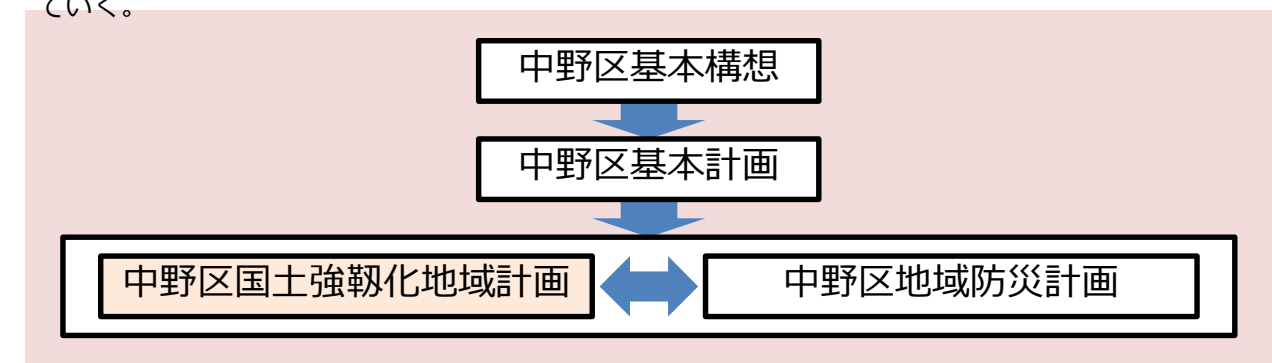 ていく。
中野区基本構想
中野区基本計画
中野区国土強靱化地域計画
中野区地域防災計画